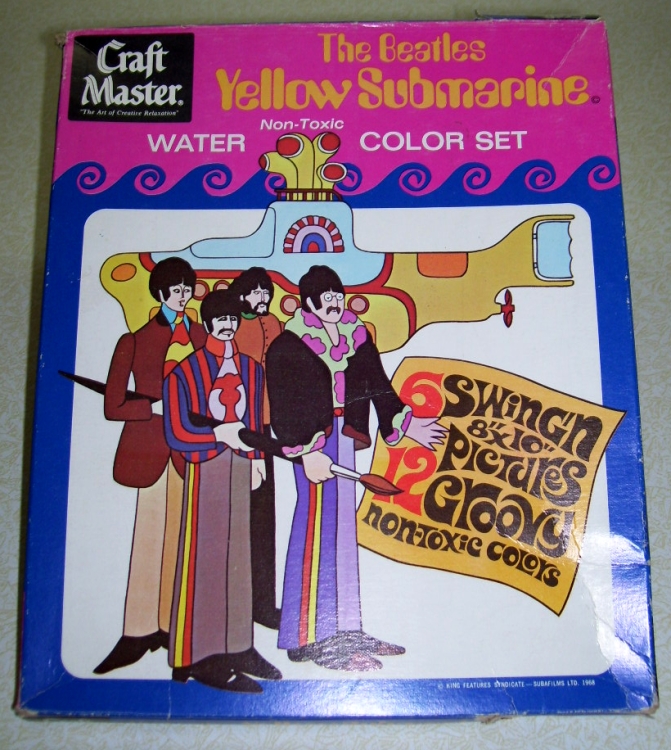 Craft
Master®
"The Art of Creative Relaxation"
The Beatles
Yellow Submarine ©
Non-Toxic
WATER COLOR SET
6 SWiNG'N
8"x10"
PicTURES
12 GROOVY
NON-TOXIC COLORS
© KING FEATURES SYNDICATE—SUBAFILMS LTD. 1968